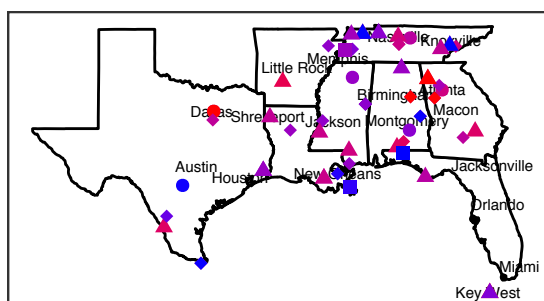 Nashville
Knoxville
Memphis
Little Rock
Atlanta
Birmingham
Dallas
Shreveport
Jackson
Macon
Montgomery
Austin
Houston
New Orleans
Jacksonville
Orlando
Miami
Key West